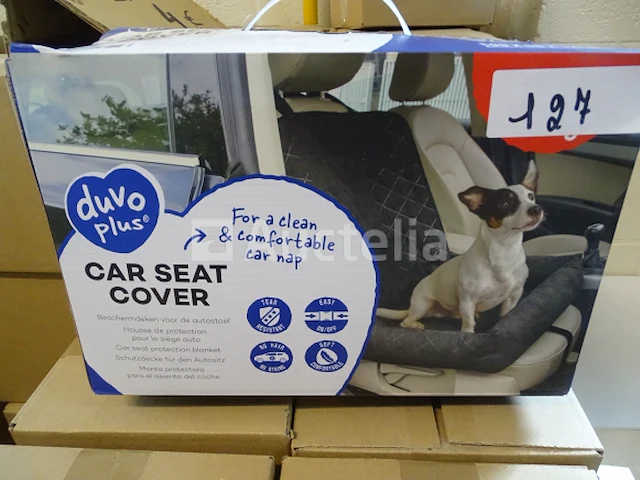 4€
127
duvo
plus®
For a clean
& comfortable
car nap
CAR SEAT
COVER
Beschermdeken voor de autostoel
Housse de protection
pour le siège auto
Car seat protection blanket
Schutzdecke für den Autositz
Manta protectora
para el asiento del coche
TEAR
RESISTANT
EASY
ON/OFF
NO HAIR
NO STAINS
SOFT
COMFORTABLE
Auctelia